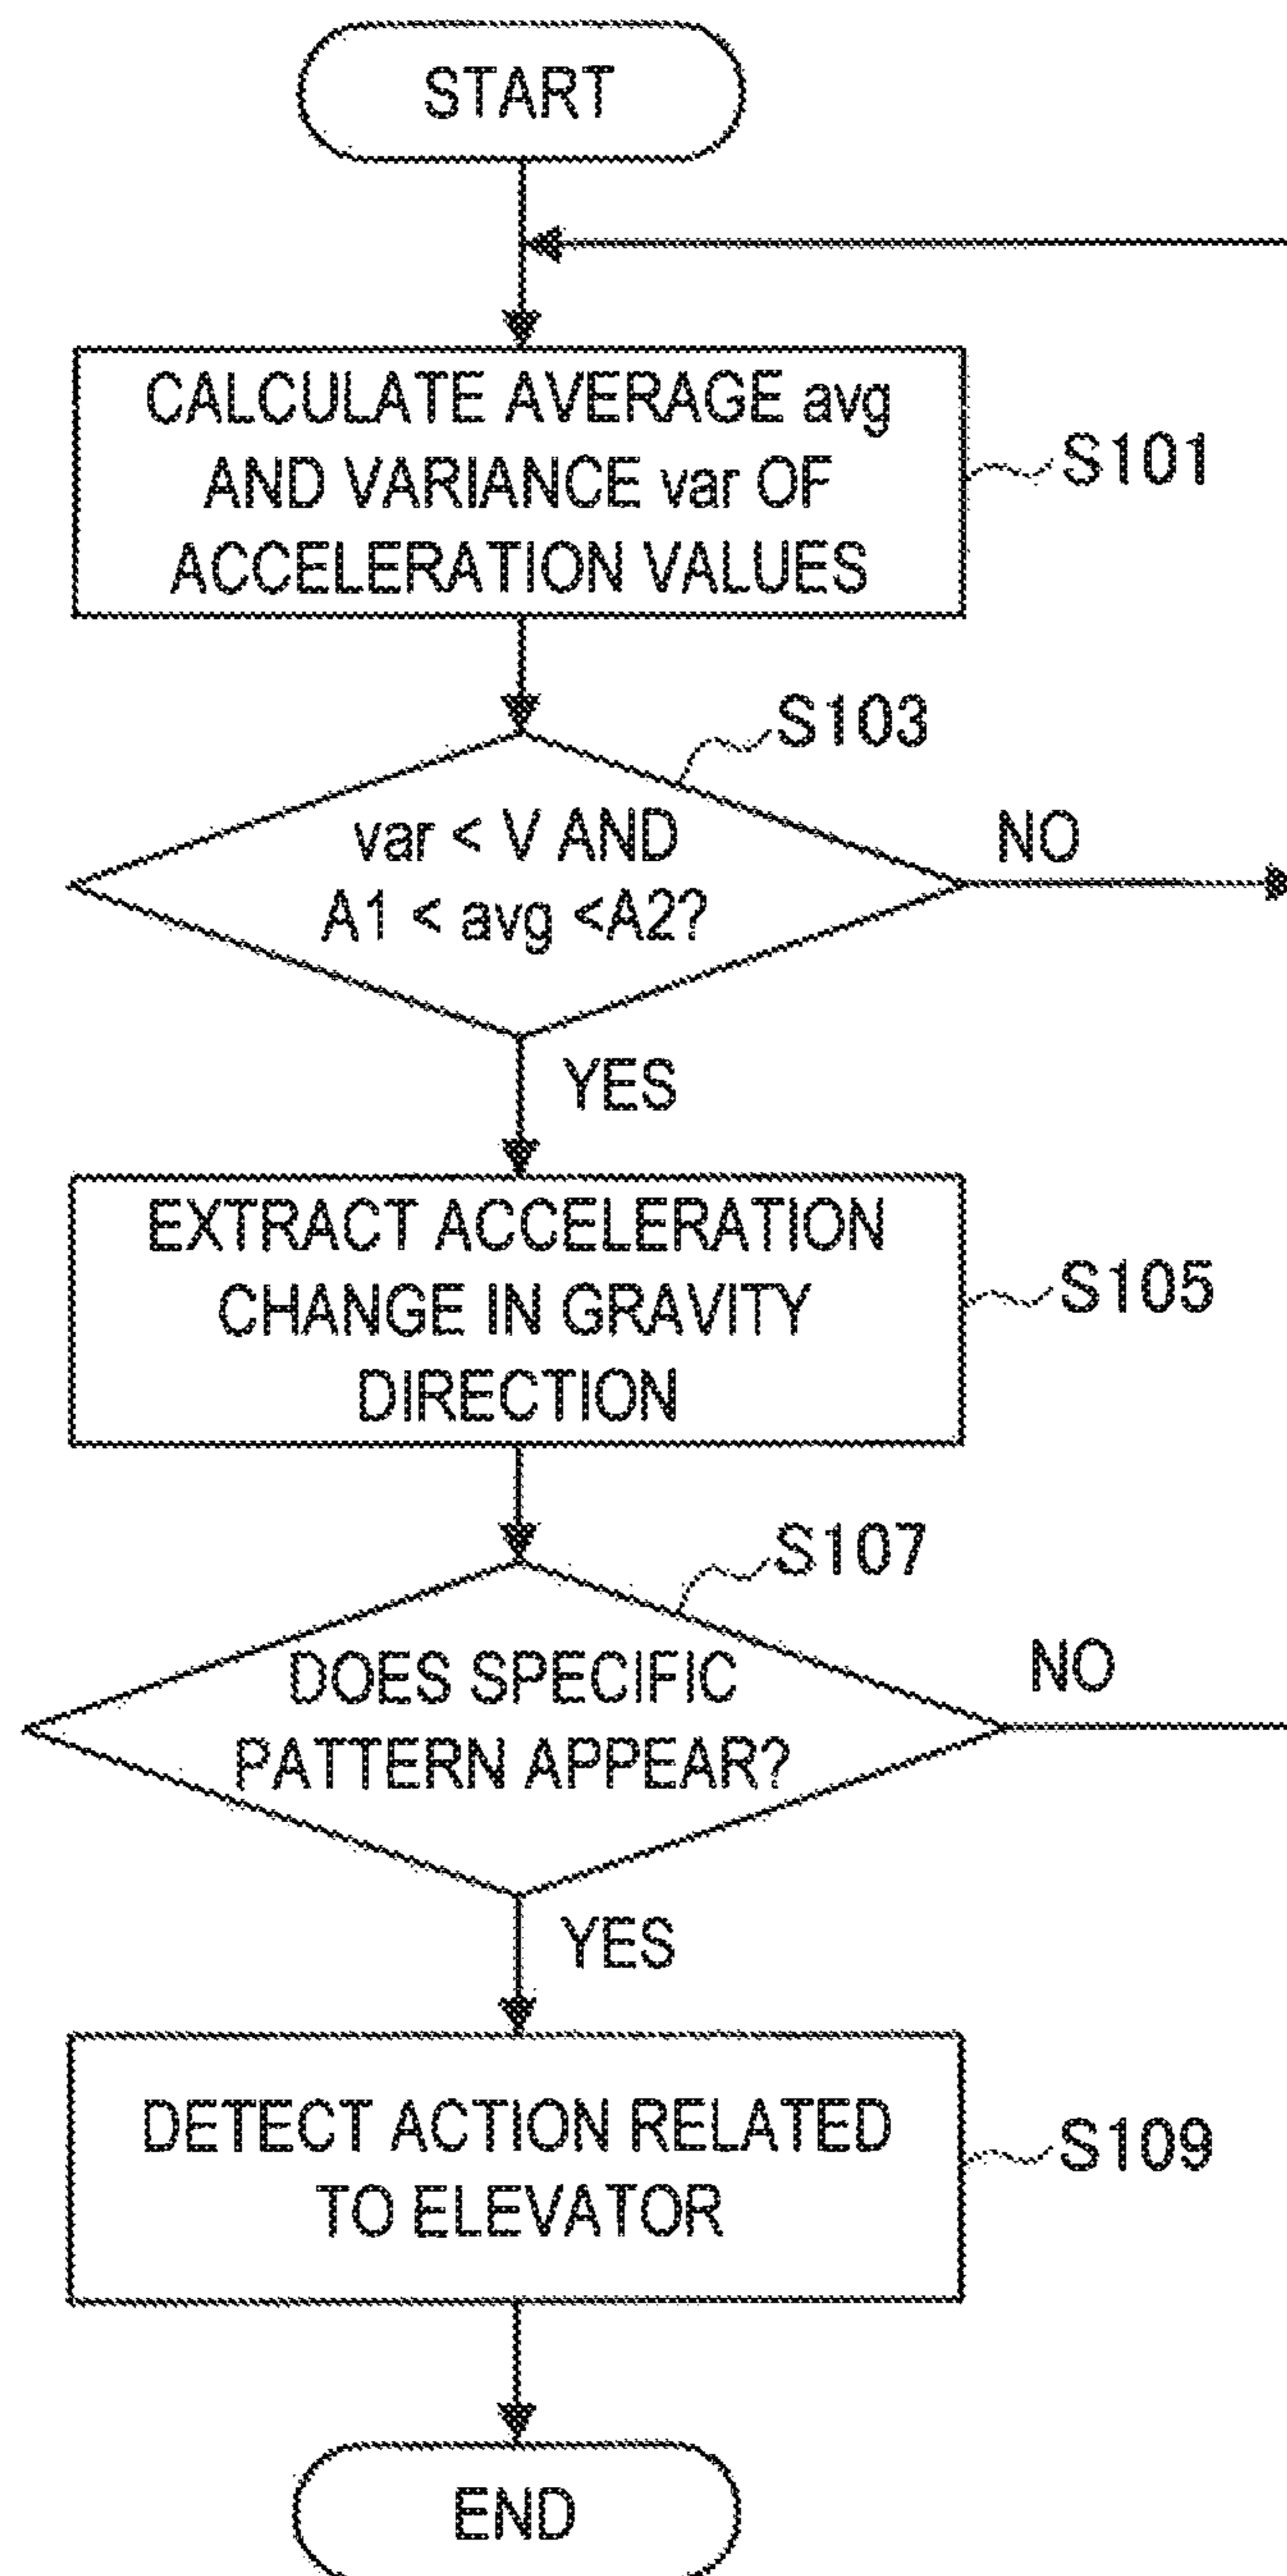 START
CALCULATE AVERAGE avg
AND VARIANCE var OF
ACCELERATION VALUES
S101
S103
var < V AND
A1 < avg <A2?
NO
YES
EXTRACT ACCELERATION
CHANGE IN GRAVITY
DIRECTION
S105
S107
DOES SPECIFIC
PATTERN APPEAR?
NO
YES
DETECT ACTION RELATED
TO ELEVATOR
S109
END